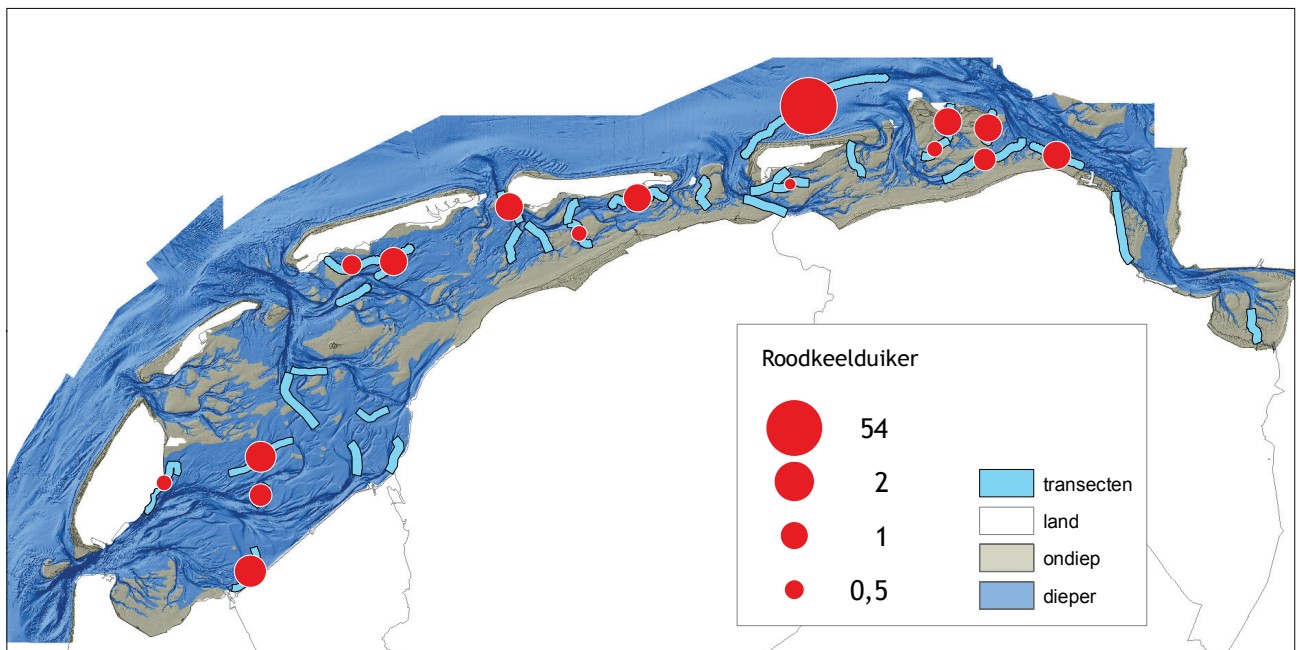 Roodkeelduiker
54
2
1
0,5
transecten
land
ondiep
dieper